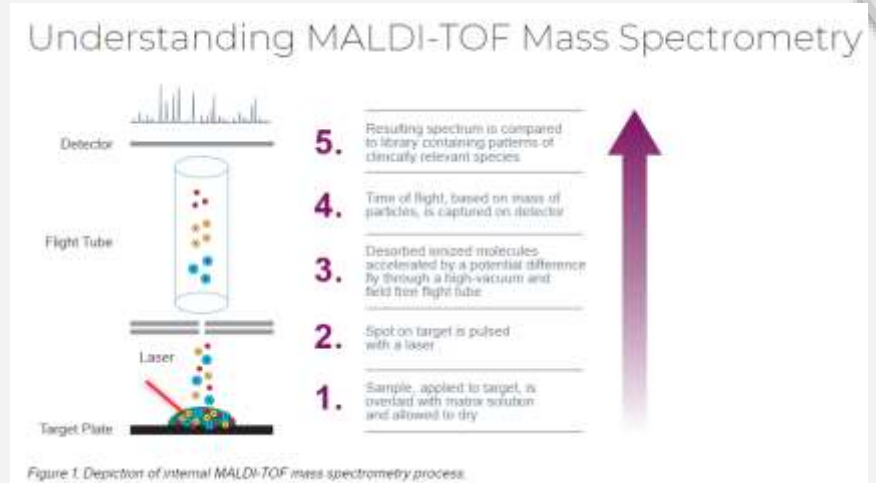 Understanding MALDI-TOF Mass Spectrometry
Detector
Flight Tube
Laser
Target Plate
5.
Resulting spectrum is compared
to library containing patterns of
clinically relevant species
4.
Time of flight, based on mass of
particles, is captured on detector
3.
Desorbed ionized molecules
accelerated by a potential difference
fly through a high-vacuum and
field free flight tube
2.
Spot on target is pulsed
with a laser
1.
Sample, applied to target, is
overlaid with matrix solution
and allowed to dry
Figure 1. Depiction of internal MALDI-TOF mass spectrometry process.